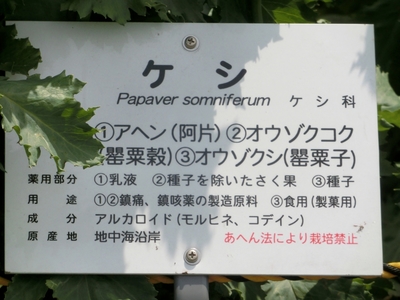 ケシ
Papaver somniferum ケシ科
①アヘン(阿片)②オウゾクコク
(罌粟穀)③オウゾクシ(罌粟子)
薬用部分 ①乳液 ②種子を除いたさく果 ③種子
用途 ①②鎮痛、鎮咳薬の製造原料 ③食用(製菓用)
成分 アルカロイド(モルヒネ、コデイン)
原産地 地中海沿岸 あへん法により栽培禁止